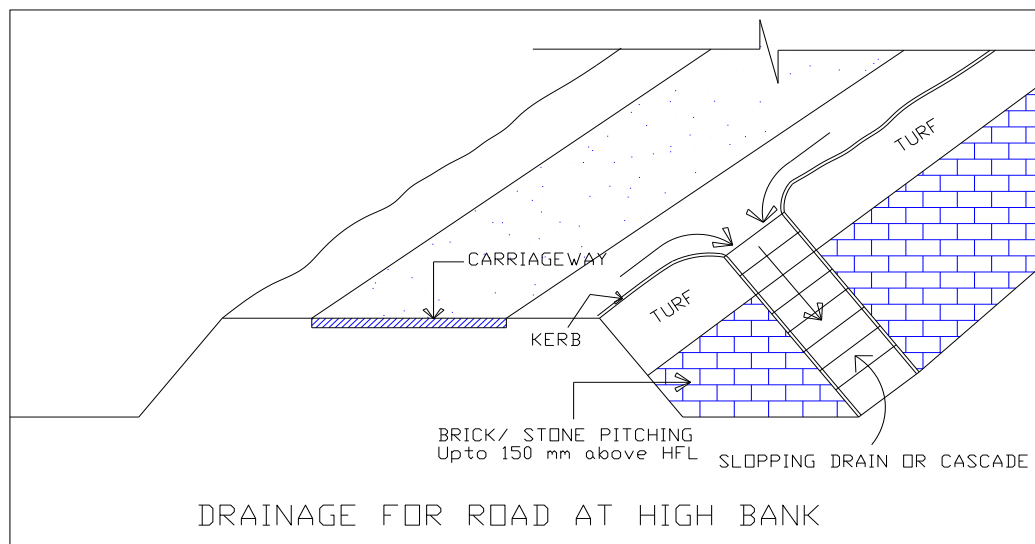 TURF
CARRIAGEWAY
TURF
KERB
BRICK/ STONE PITCHING
Upto 150 mm above HFL
SLOPPING DRAIN OR CASCADE
DRAINAGE FOR ROAD AT HIGH BANK